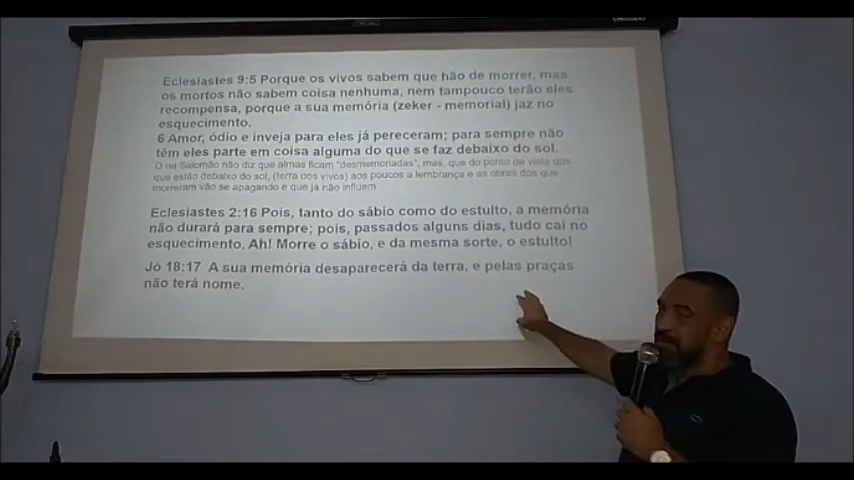 Eclesiastes 9:5 Porque os vivos sabem que hão de morrer, mas
os mortos não sabem coisa nenhuma, nem tampouco terão eles
recompensa, porque a sua memória (zeker - memorial) jaz no
esquecimento.
6 Amor, ódio e inveja para eles já pereceram; para sempre não
têm eles parte em coisa alguma do que se faz debaixo do sol.
O rei Salomão não diz que almas ficam "desmemoriadas", mas, que do ponto de vista dos
que estão debaixo do sol, (terra dos vivos) aos poucos a lembrança e as obras dos que
morreram vão se apagando e que já não influem
Eclesiastes 2:16 Pois, tanto do sábio como do estulto, a memória
não durará para sempre; pois, passados alguns dias, tudo cai no
esquecimento. Ah! Morre o sábio, e da mesma sorte, o estulto!
Jó 18:17 A sua memória desaparecerá da terra, e pelas praças
não terá nome.